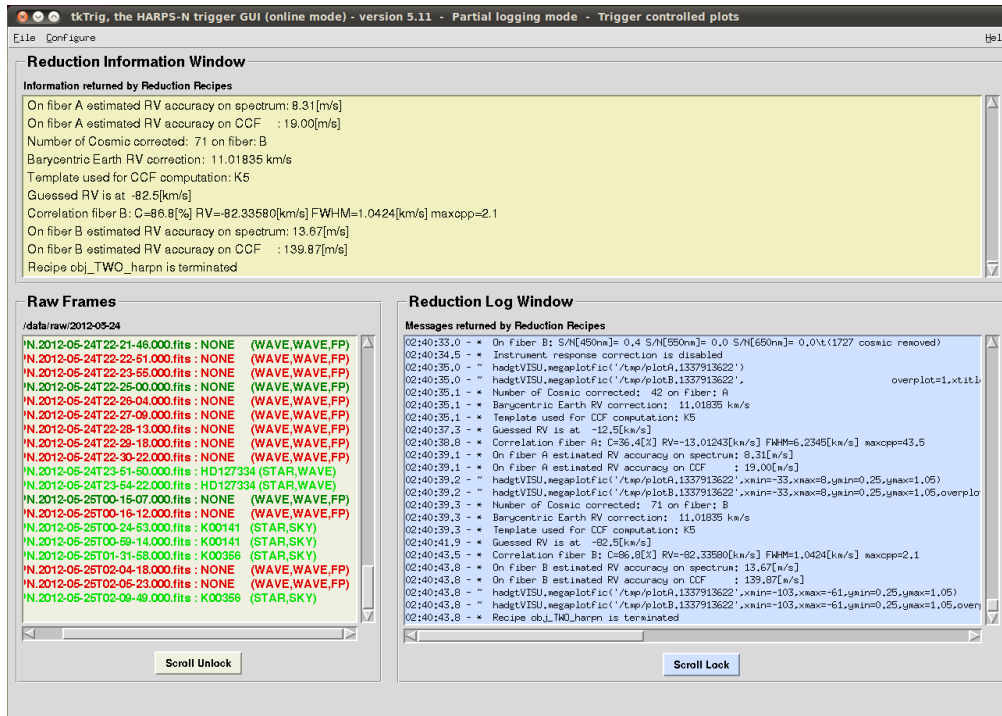 tkTrig, the HARPS-N trigger GUI (online mode) - version 5.11 - Partial logging mode - Trigger controlled plots
File Configure Hel
Reduction Information Window
Information returned by Reduction Recipes
On fiber A estimated RV accuracy on spectrum: 8.31[m/s]
On fiber A estimated RV accuracy on CCF : 19.00[m/s]
Number of Cosmic corrected: 71 on fiber: B
Barycentric Earth RV correction: 11.01835 km/s
Template used for CCF computation: K5
Guessed RV is at -82.5[km/s]
Correlation fiber B: C=86.8[%] RV=-82.33580[km/s] FWHM=1.0424[km/s] maxcpp=2.1
On fiber B estimated RV accuracy on spectrum: 13.67[m/s]
On fiber B estimated RV accuracy on CCF : 139.87[m/s]
Recipe obj_TWO_harpn is terminated
Raw Frames
/data/raw/2012-05-24
'N.2012-05-24T22-21-46.000.fits : NONE (WAVE,WAVE,FP)
'N.2012-05-24T22-22-51.000.fits : NONE (WAVE,WAVE,FP)
'N.2012-05-24T22-23-55.000.fits : NONE (WAVE,WAVE,FP)
'N.2012-05-24T22-25-00.000.fits : NONE (WAVE,WAVE,FP)
'N.2012-05-24T22-26-04.000.fits : NONE (WAVE,WAVE,FP)
'N.2012-05-24T22-27-09.000.fits : NONE (WAVE,WAVE,FP)
'N.2012-05-24T22-28-13.000.fits : NONE (WAVE,WAVE,FP)
'N.2012-05-24T22-29-18.000.fits : NONE (WAVE,WAVE,FP)
'N.2012-05-24T22-30-22.000.fits : NONE (WAVE,WAVE,FP)
'N.2012-05-24T23-51-50.000.fits : HD127334 (STAR,WAVE)
'N.2012-05-24T23-54-22.000.fits : HD127334 (STAR,WAVE)
'N.2012-05-25T00-15-07.000.fits : NONE (WAVE,WAVE,FP)
'N.2012-05-25T00-16-12.000.fits : NONE (WAVE,WAVE,FP)
'N.2012-05-25T00-24-53.000.fits : K00141 (STAR,SKY)
'N.2012-05-25T00-59-14.000.fits : K00141 (STAR,SKY)
'N.2012-05-25T01-31-58.000.fits : K00356 (STAR,SKY)
'N.2012-05-25T02-04-18.000.fits : NONE (WAVE,WAVE,FP)
'N.2012-05-25T02-05-23.000.fits : NONE (WAVE,WAVE,FP)
'N.2012-05-25T02-09-49.000.fits : K00356 (STAR,SKY)
Scroll Unlock
Reduction Log Window
Messages returned by Reduction Recipes
02:40:33.0 - * On fiber B: S/N[450nm]= 0.4 S/N[550nm]= 0.0 S/N[650nm]= 0.0\t(1727 cosmic removed)
02:40:34.5 - * Instrument response correction is disabled
02:40:35.0 - ~ hadgtVISU.megaplotfic('/tmp/plotA.1337913622')
02:40:35.0 - ~ hadgtVISU.megaplotfic('/tmp/plotB.1337913622', overplot=1,xtitl
02:40:35.1 - * Number of Cosmic corrected: 42 on fiber: A
02:40:35.1 - * Barycentric Earth RV correction: 11.01835 km/s
02:40:35.1 - * Template used for CCF computation: K5
02:40:37.3 - * Guessed RV is at -12.5[km/s]
02:40:38.8 - * Correlation fiber A: C=36.4[%] RV=-13.01243[km/s] FWHM=6.2345[km/s] maxcpp=43.5
02:40:39.1 - * On fiber A estimated RV accuracy on spectrum: 8.31[m/s]
02:40:39.1 - * On fiber A estimated RV accuracy on CCF : 19.00[m/s]
02:40:39.2 - ~ hadgtVISU.megaplotfic('/tmp/plotA.1337913622',xmin=-33,xmax=8,ymin=0.25,ymax=1.05)
02:40:39.2 - ~ hadgtVISU.megaplotfic('/tmp/plotB.1337913622',xmin=-33,xmax=8,ymin=0.25,ymax=1.05,overplo
02:40:39.3 - * Number of Cosmic corrected: 71 on fiber: B
02:40:39.3 - * Barycentric Earth RV correction: 11.01835 km/s
02:40:39.3 - * Template used for CCF computation: K5
02:40:41.9 - * Guessed RV is at -82.5[km/s]
02:40:43.5 - * Correlation fiber B: C=86.8[%] RV=-82.33580[km/s] FWHM=1.0424[km/s] maxcpp=2.1
02:40:43.8 - * On fiber B estimated RV accuracy on spectrum: 13.67[m/s]
02:40:43.8 - * On fiber B estimated RV accuracy on CCF : 139.87[m/s]
02:40:43.8 - ~ hadgtVISU.megaplotfic('/tmp/plotA.1337913622',xmin=-103,xmax=-61,ymin=0.25,ymax=1.05)
02:40:43.8 - ~ hadgtVISU.megaplotfic('/tmp/plotB.1337913622',xmin=-103,xmax=-61,ymin=0.25,ymax=1.05,over
02:40:43.8 - * Recipe obj_TWO_harpn is terminated
Scroll Lock